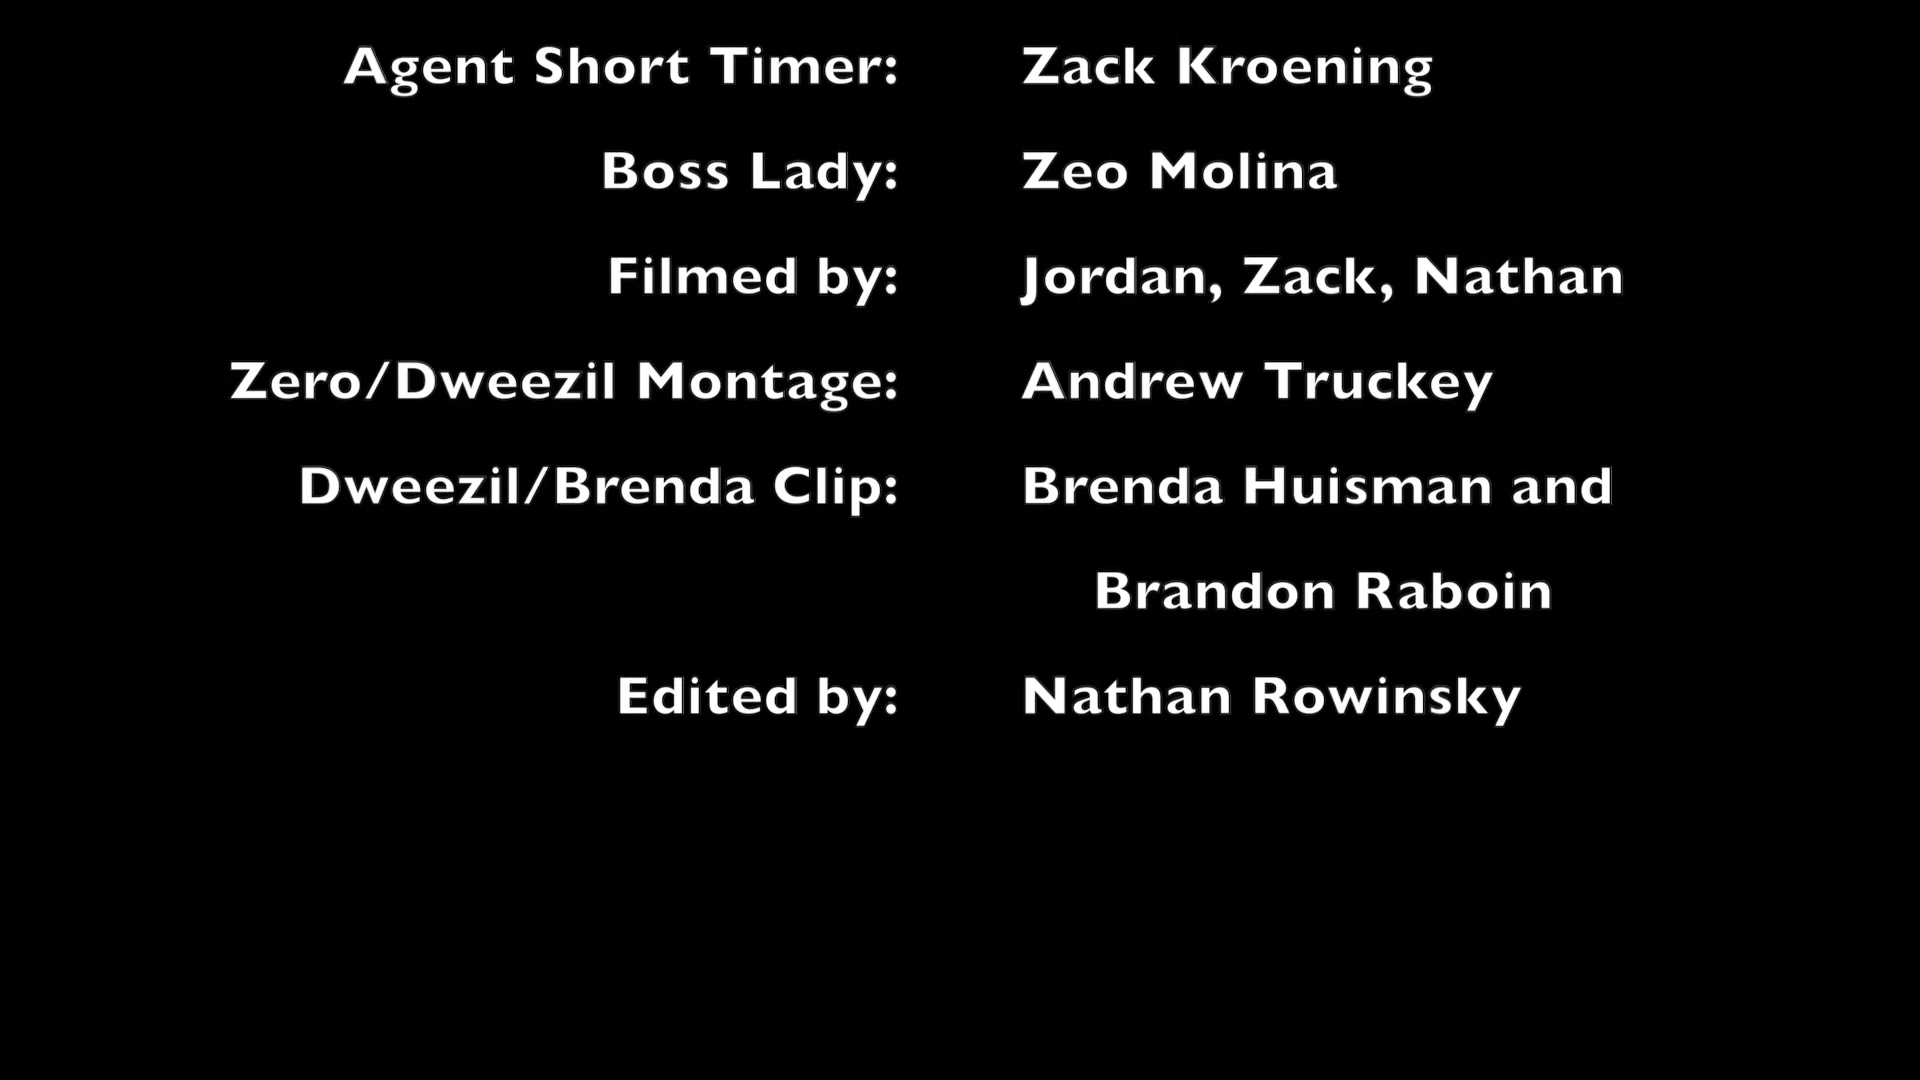 Agent Short Timer: Zack Kroening
Boss Lady: Zeo Molina
Filmed by: Jordan, Zack, Nathan
Zero/Dweezil Montage: Andrew Truckey
Dweezil/Brenda Clip: Brenda Huisman and
Brandon Raboin
Edited by: Nathan Rowinsky